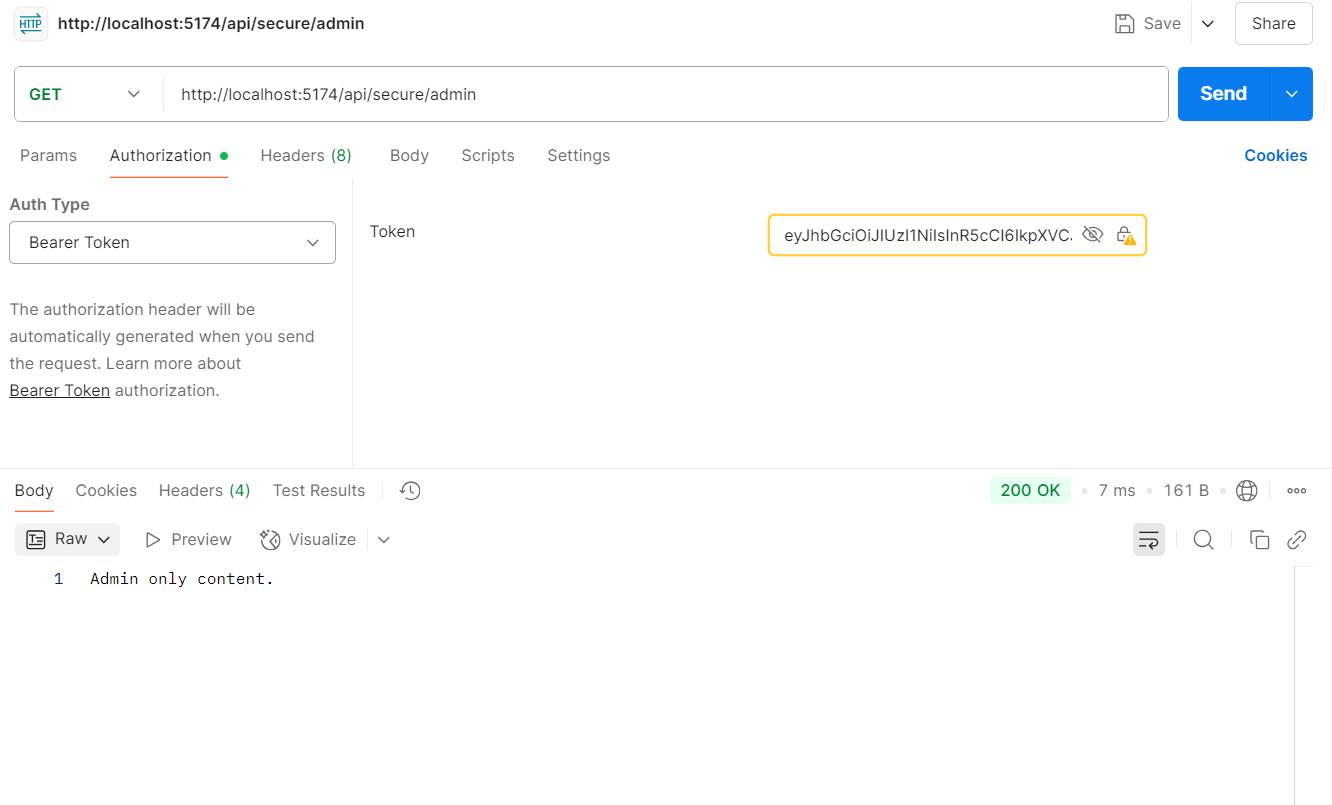 HTTP http://localhost:5174/api/secure/admin Save Share
GET http://localhost:5174/api/secure/admin Send
Params Authorization Headers (8) Body Scripts Settings Cookies
Auth Type
Bearer Token
Token eyJhbGciOiJIUzI1NiIsInR5cCI6IkpXVC.
The authorization header will be
automatically generated when you send
the request. Learn more about
Bearer Token authorization.
Body Cookies Headers (4) Test Results 200 OK 7 ms 161 B
Raw Preview Visualize
1 Admin only content.